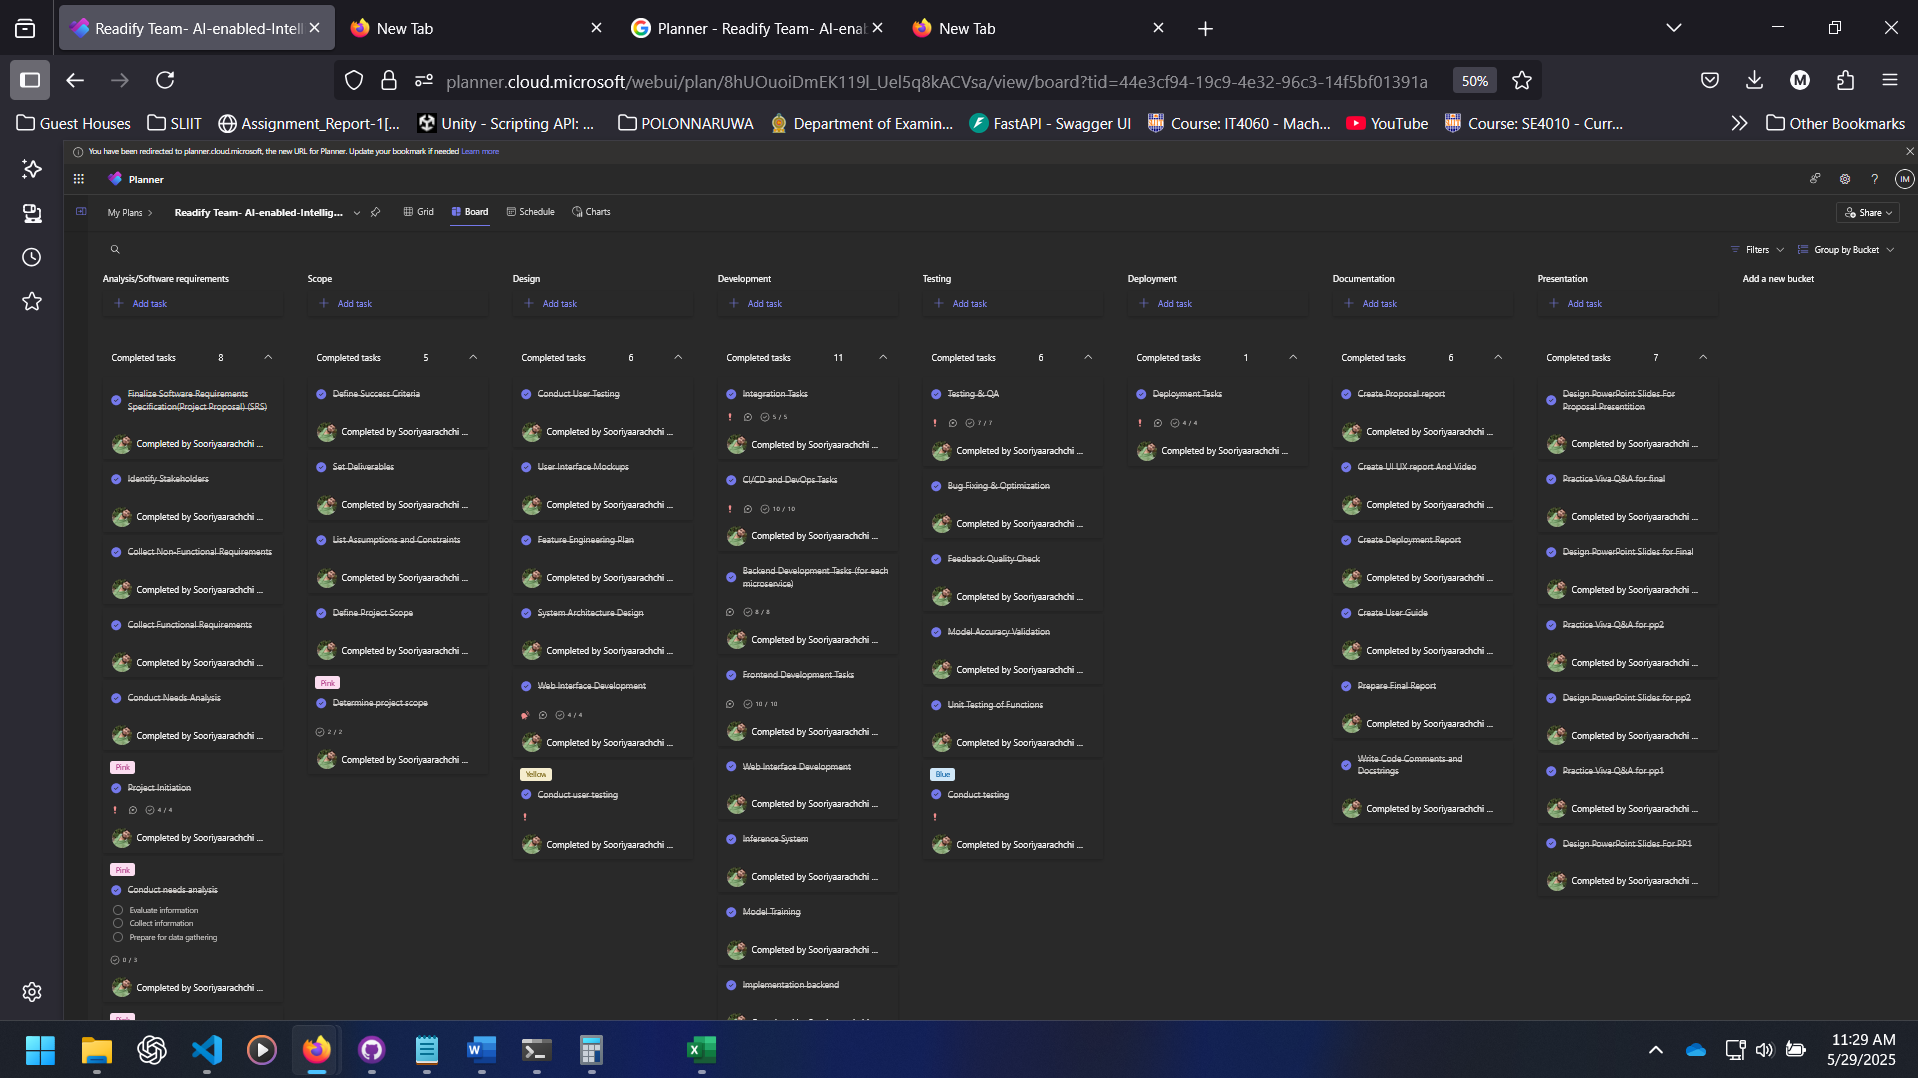 Readify Team- AI-enabled-Intelli
New Tab
Planner - Readify Team- AI-enab
New Tab
planner.cloud.microsoft/webui/plan/8hUOuoiDmEK119l_Uel5q8kACVsa/view/board?tid=44e3cf94-19c9-4e32-96c3-14f5bf01391a
50%
M
Guest Houses
SLIIT
Assignment_Report-1[...
Unity - Scripting API: ...
POLONNARUWA
Department of Examin...
FastAPI - Swagger UI
Course: IT4060 - Mach...
YouTube
Course: SE4010 - Curr...
Other Bookmarks
You have been redirected to planner.cloud.microsoft, the new URL for Planner. Update your bookmark if needed Learn more
Planner
IM
My Plans
Readify Team- AI-enabled-Intellig...
Grid
Board
Schedule
Charts
Share
Filters
Group by Bucket
Analysis/Software requirements
Add task
Completed tasks 8
Finalize Software Requirements
Specification(Project Proposal) (SRS)
Completed by Sooriyaarachchi ...
Identify Stakeholders
Completed by Sooriyaarachchi ...
Collect Non-Functional Requirements
Completed by Sooriyaarachchi ...
Collect Functional Requirements
Completed by Sooriyaarachchi ...
Conduct Needs Analysis
Completed by Sooriyaarachchi ...
Pink
Project Initiation
4 / 4
Completed by Sooriyaarachchi ...
Pink
Conduct needs analysis
Evaluate information
Collect information
Prepare for data gathering
0 / 3
Completed by Sooriyaarachchi ...
Pink
Scope
Add task
Completed tasks 5
Define Success Criteria
Completed by Sooriyaarachchi ...
Set Deliverables
Completed by Sooriyaarachchi ...
List Assumptions and Constraints
Completed by Sooriyaarachchi ...
Define Project Scope
Completed by Sooriyaarachchi ...
Pink
Determine project scope
2 / 2
Completed by Sooriyaarachchi ...
Design
Add task
Completed tasks 6
Conduct User Testing
Completed by Sooriyaarachchi ...
User Interface Mockups
Completed by Sooriyaarachchi ...
Feature Engineering Plan
Completed by Sooriyaarachchi ...
System Architecture Design
Completed by Sooriyaarachchi ...
Web Interface Development
4 / 4
Completed by Sooriyaarachchi ...
Yellow
Conduct user testing
Completed by Sooriyaarachchi ...
Development
Add task
Completed tasks 11
Integration Tasks
5 / 5
Completed by Sooriyaarachchi ...
CI/CD and DevOps Tasks
10 / 10
Completed by Sooriyaarachchi ...
Backend Development Tasks (for each
microservice)
8 / 8
Completed by Sooriyaarachchi ...
Frontend Development Tasks
10 / 10
Completed by Sooriyaarachchi ...
Web Interface Development
Completed by Sooriyaarachchi ...
Inference System
Completed by Sooriyaarachchi ...
Model Training
Completed by Sooriyaarachchi ...
Implementation backend
Testing
Add task
Completed tasks 6
Testing & QA
7 / 7
Completed by Sooriyaarachchi ...
Bug Fixing & Optimization
Completed by Sooriyaarachchi ...
Feedback Quality Check
Completed by Sooriyaarachchi ...
Model Accuracy Validation
Completed by Sooriyaarachchi ...
Unit Testing of Functions
Completed by Sooriyaarachchi ...
Blue
Conduct testing
Completed by Sooriyaarachchi ...
Deployment
Add task
Completed tasks 1
Deployment Tasks
4 / 4
Completed by Sooriyaarachchi ...
Documentation
Add task
Completed tasks 6
Create Proposal report
Completed by Sooriyaarachchi ...
Create UI UX report And Video
Completed by Sooriyaarachchi ...
Create Deployment Report
Completed by Sooriyaarachchi ...
Create User Guide
Completed by Sooriyaarachchi ...
Prepare Final Report
Completed by Sooriyaarachchi ...
Write Code Comments and
Docstrings
Completed by Sooriyaarachchi ...
Presentation
Add task
Completed tasks 7
Design PowerPoint Slides For
Proposal Presentition
Completed by Sooriyaarachchi ...
Practice Viva Q&A for final
Completed by Sooriyaarachchi ...
Design PowerPoint Slides for Final
Completed by Sooriyaarachchi ...
Practice Viva Q&A for pp2
Completed by Sooriyaarachchi ...
Design PowerPoint Slides for pp2
Completed by Sooriyaarachchi ...
Practice Viva Q&A for pp1
Completed by Sooriyaarachchi ...
Design PowerPoint Slides For PP1
Completed by Sooriyaarachchi ...
Add a new bucket
11:29 AM
5/29/2025